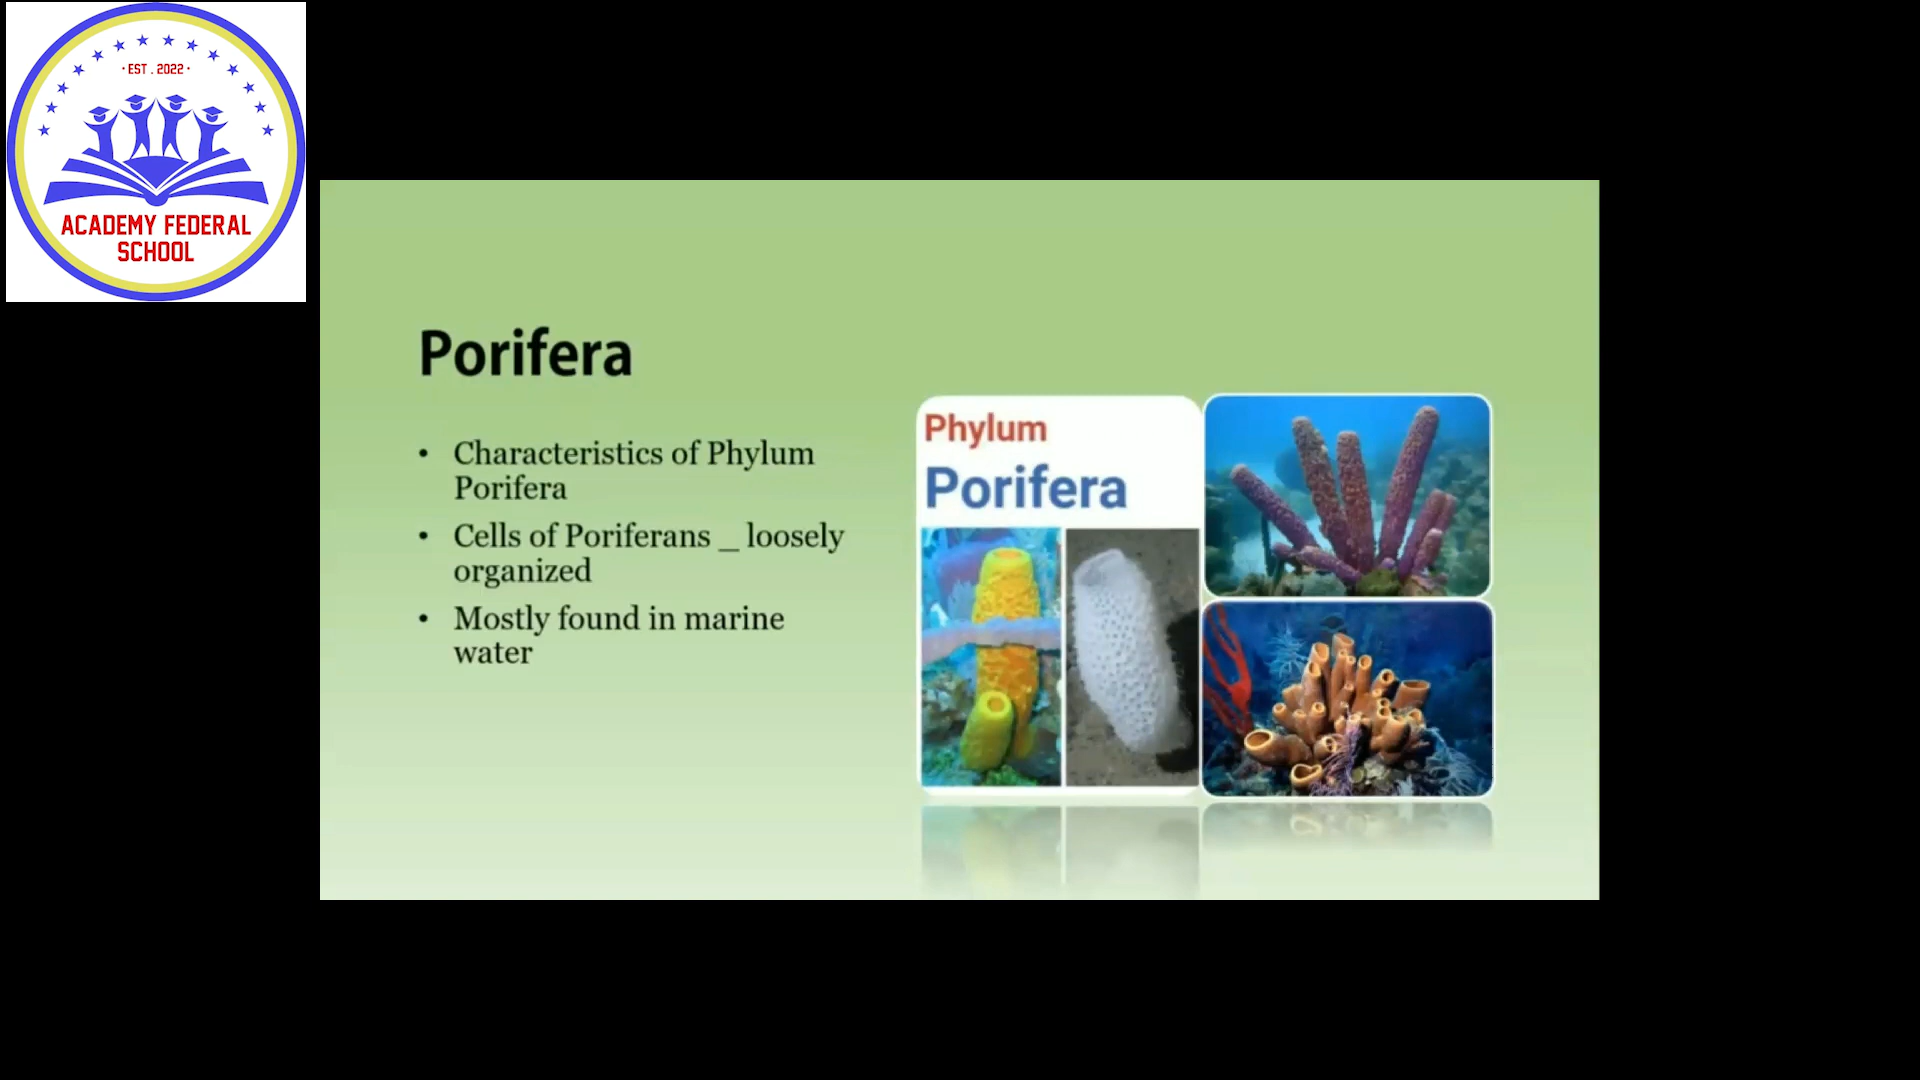 · EST . 2022 ·
ACADEMY FEDERAL
SCHOOL
Porifera
• Characteristics of Phylum
Porifera
• Cells of Poriferans _ loosely
organized
• Mostly found in marine
water
Phylum
Porifera